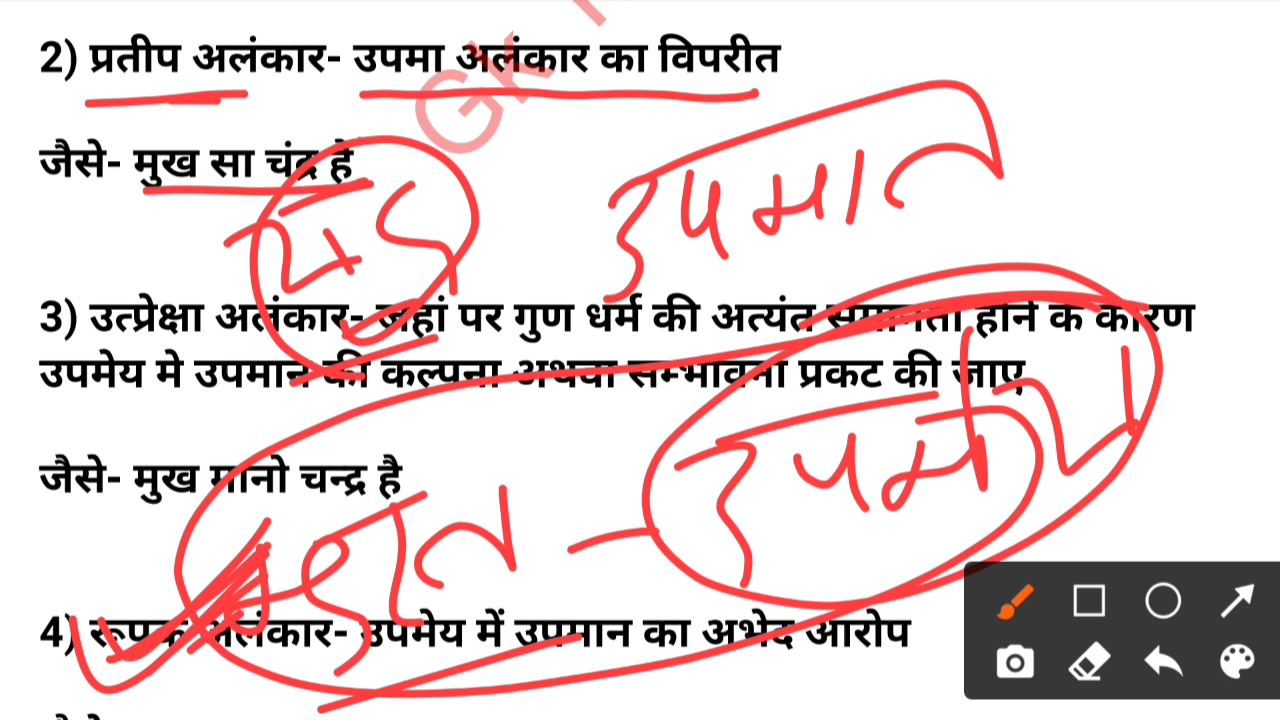 2) प्रतीप अलंकार- उपमा अलंकार का विपरीत
Gk
जैसे- मुख सा चंद्र है
उपमान
3) उत्प्रेक्षा अलंकार- जहां पर गुण धर्म की अत्यंत समानता होने के कारण
उपमेय मे उपमान की कल्पना अथवा सम्भावना प्रकट की जाए
उपमेय
जैसे- मुख मानो चन्द्र है
4) रूपक अलंकार- उपमेय में उपमान का अभेद आरोप